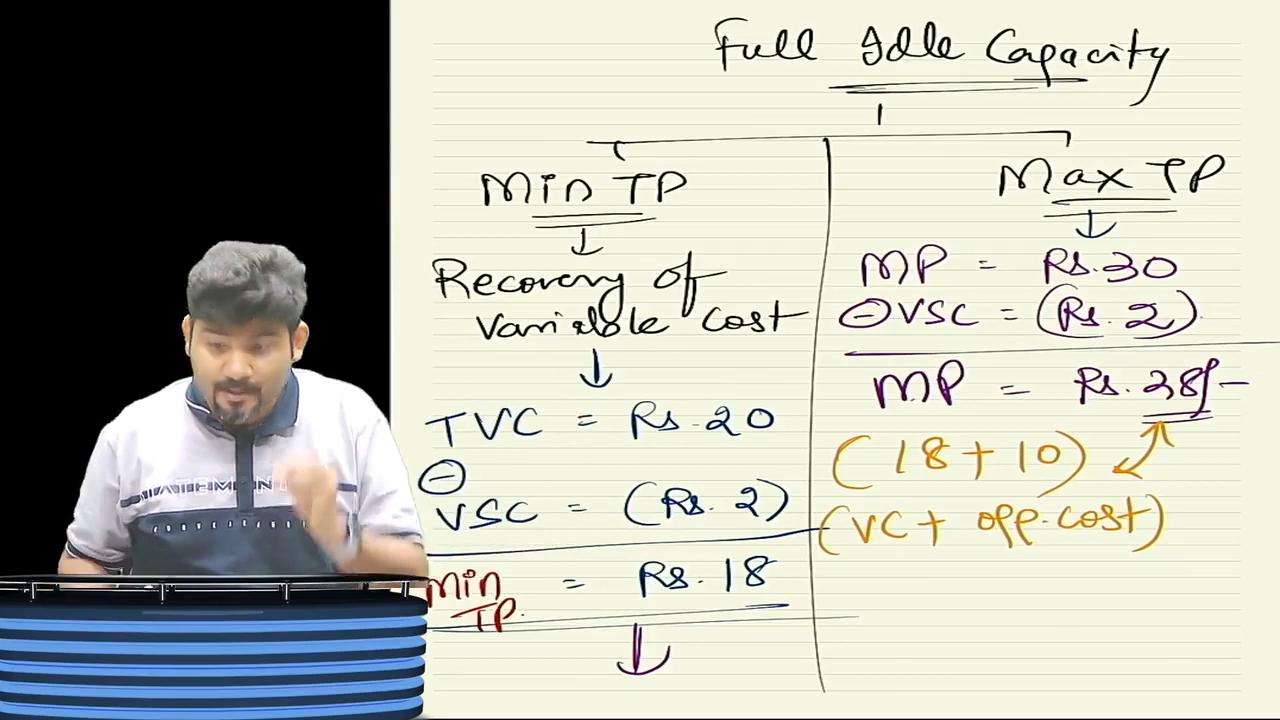 Full Idle Capacity
Min TP
Recovery of
variable cost
TVC = Rs. 20
⊖
VSC = (Rs. 2)
Min TP. = Rs. 18
Max TP
MP = Rs. 30
⊖ VSC = (Rs. 2)
MP = Rs. 28/-
(18 + 10)
(VC + opp. cost)